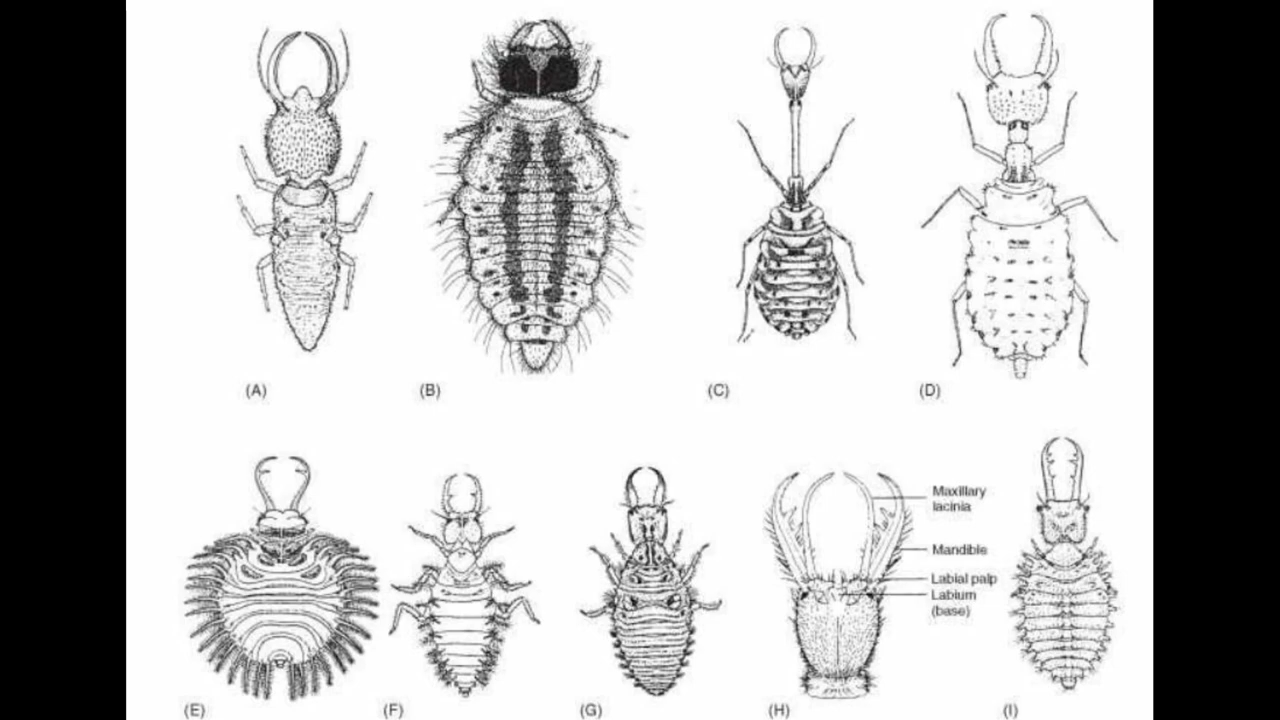 (A)
(B)
(C)
(D)
Maxillary
lacinia
Mandible
Labial palp
Labium
(base)
(E)
(F)
(G)
(H)
(I)